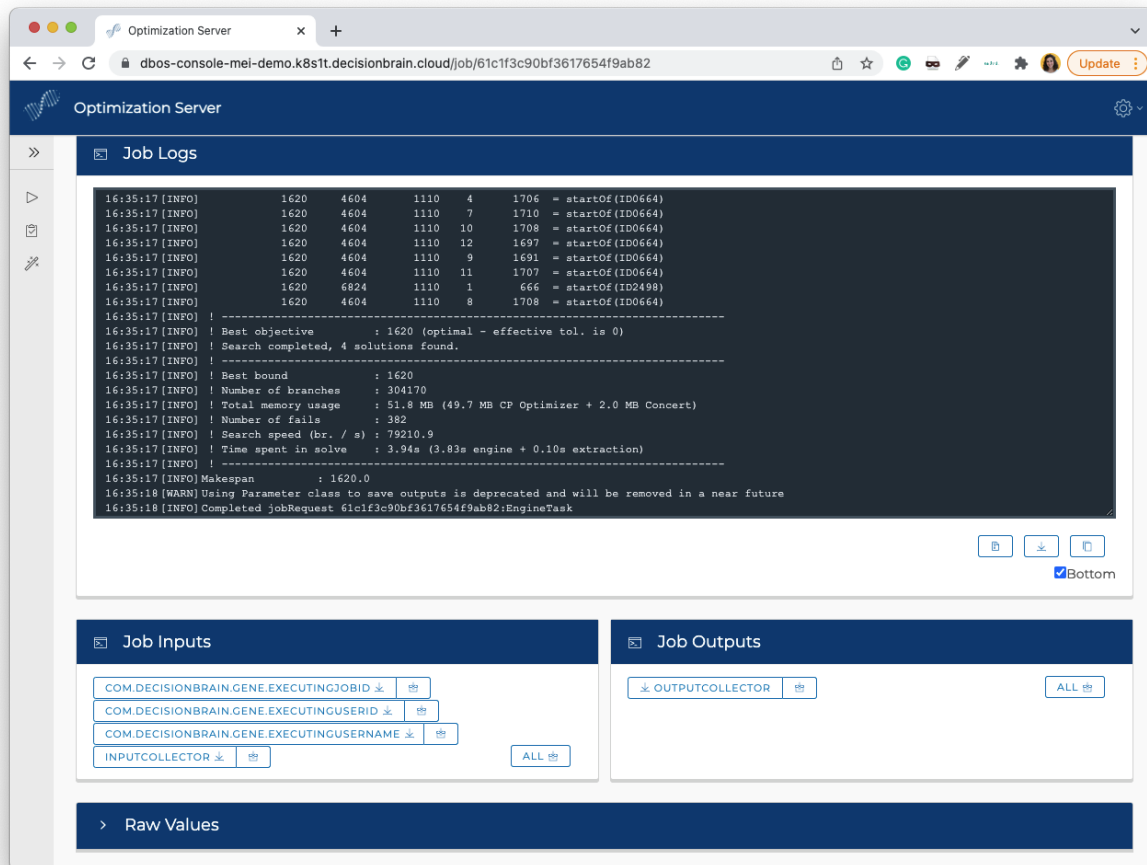 Optimization Server
dbos-console-mei-demo.k8s1t.decisionbrain.cloud/job/61c1f3c90bf3617654f9ab82
Update
Optimization Server
Job Logs
16:35:17[INFO] 1620 4604 1110 4 1706 = startOf(ID0664)
16:35:17[INFO] 1620 4604 1110 7 1710 = startOf(ID0664)
16:35:17[INFO] 1620 4604 1110 10 1708 = startOf(ID0664)
16:35:17[INFO] 1620 4604 1110 12 1697 = startOf(ID0664)
16:35:17[INFO] 1620 4604 1110 9 1691 = startOf(ID0664)
16:35:17[INFO] 1620 4604 1110 11 1707 = startOf(ID0664)
16:35:17[INFO] 1620 6824 1110 1 666 = startOf(ID2498)
16:35:17[INFO] 1620 4604 1110 8 1708 = startOf(ID0664)
16:35:17[INFO] ! ----------------------------------------------------------------------------
16:35:17[INFO] ! Best objective : 1620 (optimal - effective tol. is 0)
16:35:17[INFO] ! Search completed, 4 solutions found.
16:35:17[INFO] ! ----------------------------------------------------------------------------
16:35:17[INFO] ! Best bound : 1620
16:35:17[INFO] ! Number of branches : 304170
16:35:17[INFO] ! Total memory usage : 51.8 MB (49.7 MB CP Optimizer + 2.0 MB Concert)
16:35:17[INFO] ! Number of fails : 382
16:35:17[INFO] ! Search speed (br. / s) : 79210.9
16:35:17[INFO] ! Time spent in solve : 3.94s (3.83s engine + 0.10s extraction)
16:35:17[INFO] ! ----------------------------------------------------------------------------
16:35:17[INFO]Makespan : 1620.0
16:35:18[WARN]Using Parameter class to save outputs is deprecated and will be removed in a near future
16:35:18[INFO]Completed jobRequest 61c1f3c90bf3617654f9ab82:EngineTask
Bottom
Job Inputs
COM.DECISIONBRAIN.GENE.EXECUTINGJOBID
COM.DECISIONBRAIN.GENE.EXECUTINGUSERID
COM.DECISIONBRAIN.GENE.EXECUTINGUSERNAME
INPUTCOLLECTOR
ALL
Job Outputs
OUTPUTCOLLECTOR
ALL
Raw Values